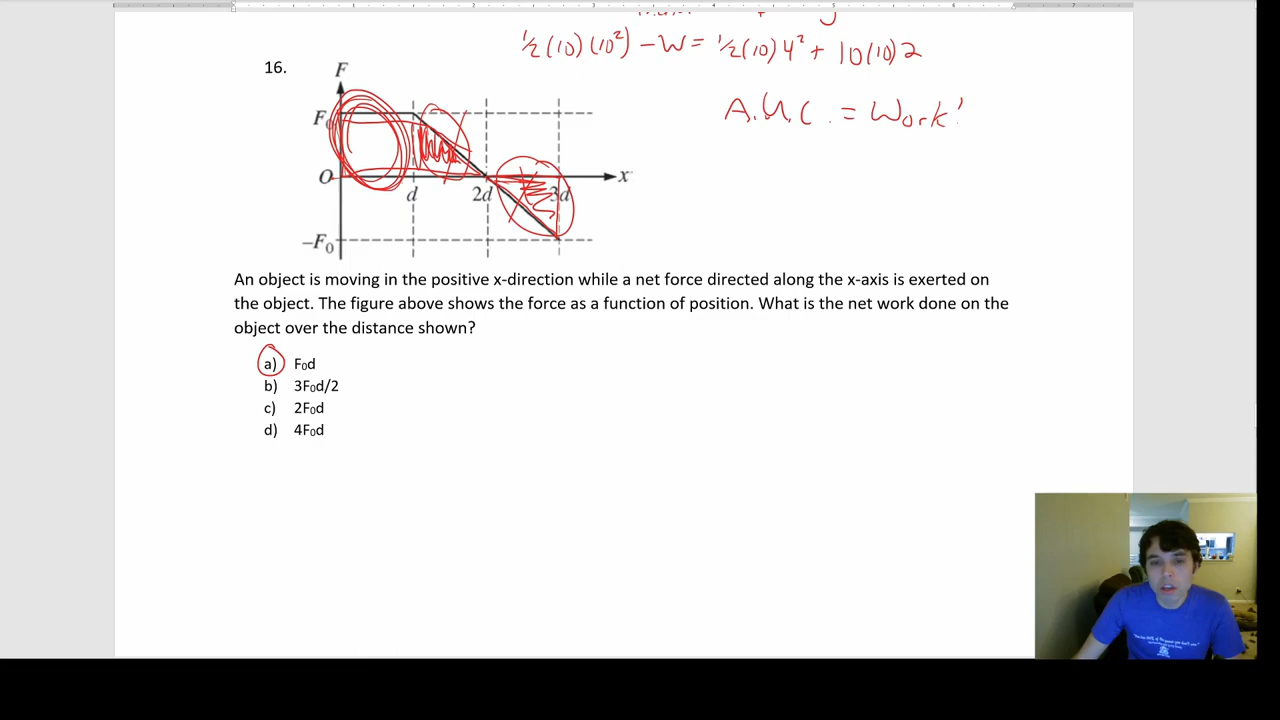 ½(10)(10²) - W = ½(10)4² + 10(10)2
16.
F
A.U.C. = Work!
F₀
O
x
d
2d
3d
−F₀
An object is moving in the positive x-direction while a net force directed along the x-axis is exerted on
the object. The figure above shows the force as a function of position. What is the net work done on the
object over the distance shown?
a) F₀d
b) 3F₀d/2
c) 2F₀d
d) 4F₀d